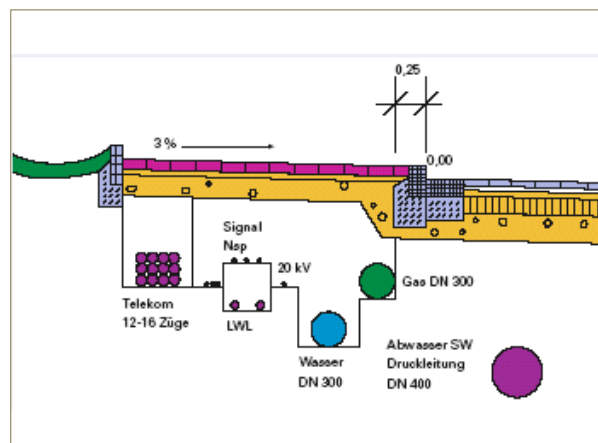 0,25
3 %
0,00
Signal
Nsp
20 kV
Gas DN 300
Telekom
12-16 Züge
LWL
Wasser
DN 300
Abwasser SW
Druckleitung
DN 400